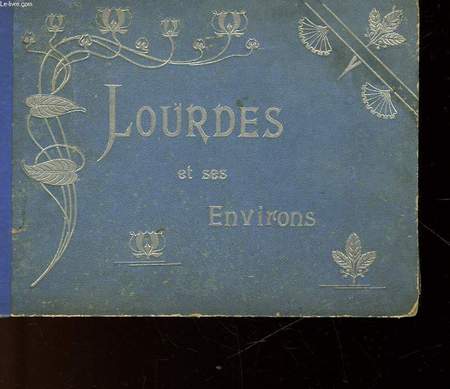 LOURDES
et ses
Environs